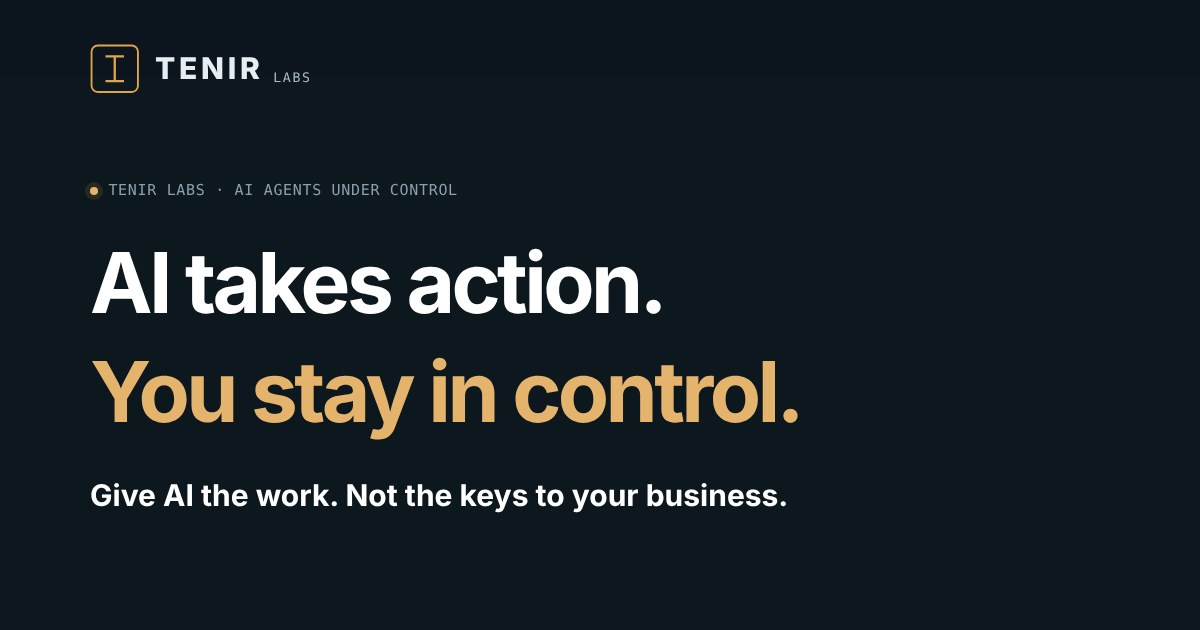 TENIR LABS
TENIR LABS · AI AGENTS UNDER CONTROL
AI takes action.
You stay in control.
Give AI the work. Not the keys to your business.